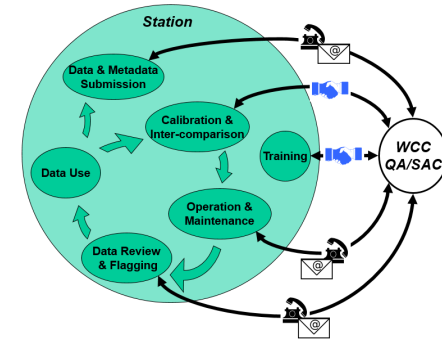 Station
Data & Metadata
Submission
@
Calibration &
Inter-comparison
WCC
QA/SAC
Training
Data Use
Operation &
Maintenance
Data Review
& Flagging
@
@